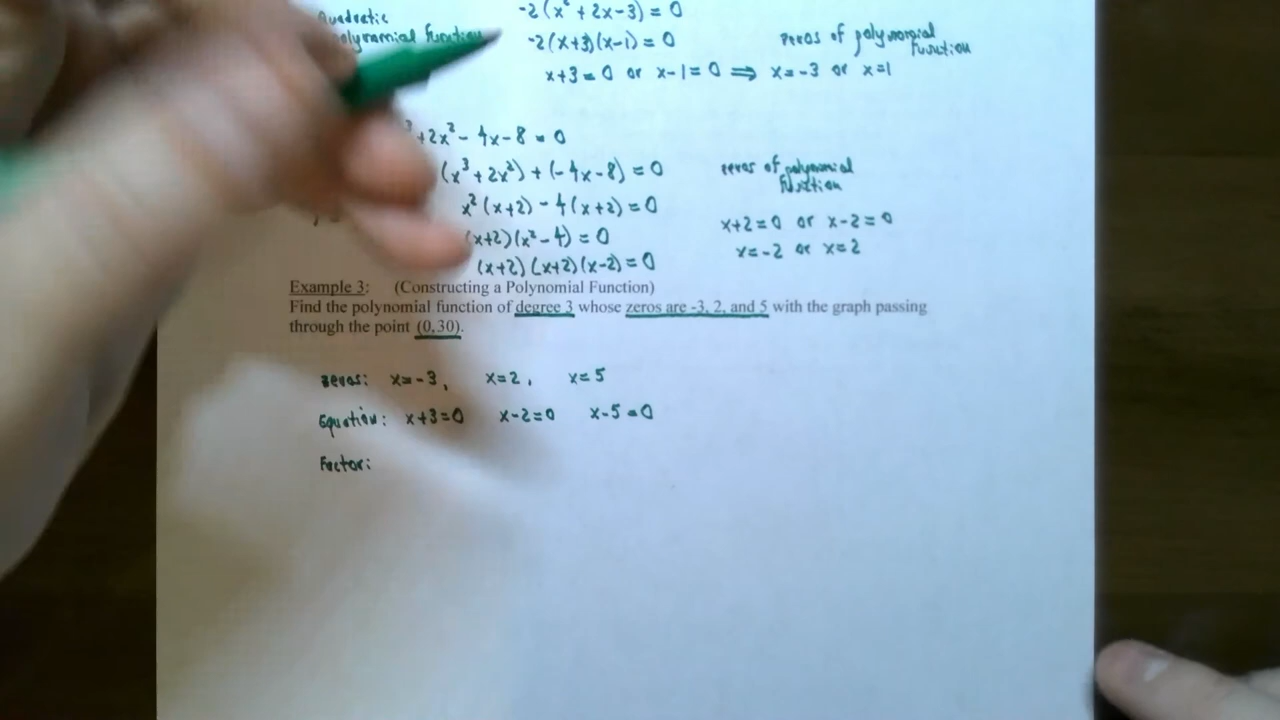 Quadratic
polynomial function
-2(x² + 2x - 3) = 0
-2(x+3)(x-1) = 0
x+3 = 0 or x-1 = 0 ⟹ x = -3 or x = 1
zeros of polynomial
function
³ + 2x² - 4x - 8 = 0
(x³ + 2x²) + (-4x - 8) = 0
x²(x+2) - 4(x+2) = 0
(x+2)(x² - 4) = 0
(x+2)(x+2)(x-2) = 0
zeros of polynomial
function
x+2 = 0 or x-2 = 0
x = -2 or x = 2
Example 3: (Constructing a Polynomial Function)
Find the polynomial function of degree 3 whose zeros are -3, 2, and 5 with the graph passing
through the point (0,30).
zeros: x = -3, x = 2, x = 5
Equation: x+3 = 0 x-2 = 0 x-5 = 0
Factor: